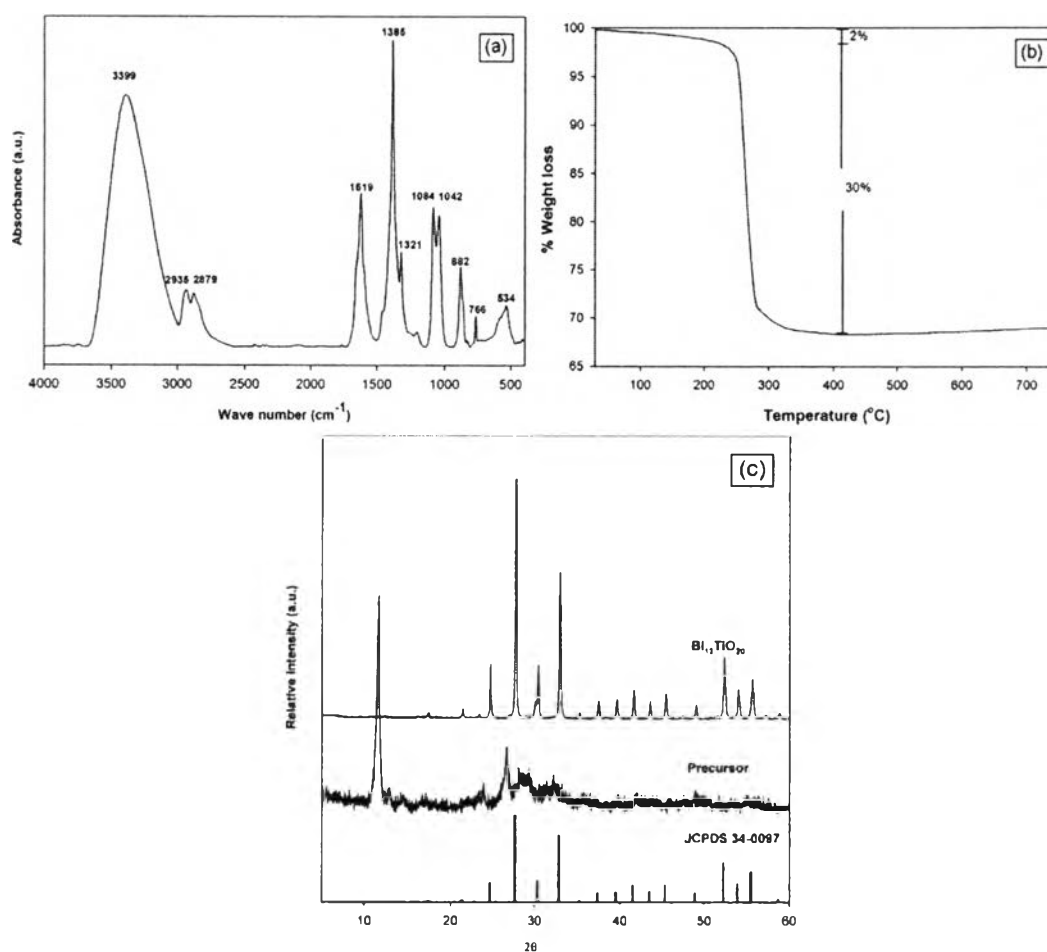 (a)
1385
3399
1619
1084 1042
1321
2935 2879
882
766
534
Absorbance (a.u.)
4000 3500 3000 2500 2000 1500 1000 500
Wave number (cm⁻¹)
(b)
2%
30%
100
95
90
85
80
75
70
65
% Weight loss
100 200 300 400 500 600 700
Temperature (°C)
(c)
Bi₁₂TiO₂₀
Precursor
JCPDS 34-0097
Relative Intensity (a.u.)
10 20 30 40 50 60
2θ